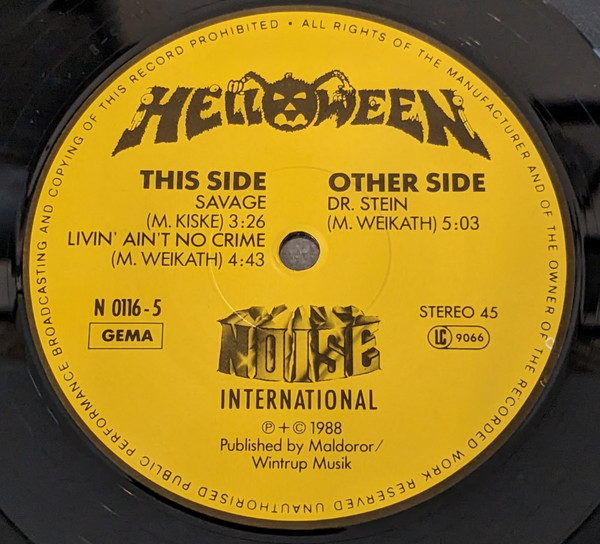 ALL RIGHTS OF THE MANUFACTURER AND OF THE OWNER OF THE RECORDED WORK RESERVED UNAUTHORISED PUBLIC PERFORMANCE BROADCASTING AND COPYING OF THIS RECORD PROHIBITED •
HELLOWEEN
THIS SIDE
SAVAGE
(M. KISKE) 3:26
LIVIN' AIN'T NO CRIME
(M. WEIKATH) 4:43
OTHER SIDE
DR. STEIN
(M. WEIKATH) 5:03
N 0116-5
GEMA
STEREO 45
LC 9066
NOISE
INTERNATIONAL
℗ + © 1988
Published by Maldoror/
Wintrup Musik